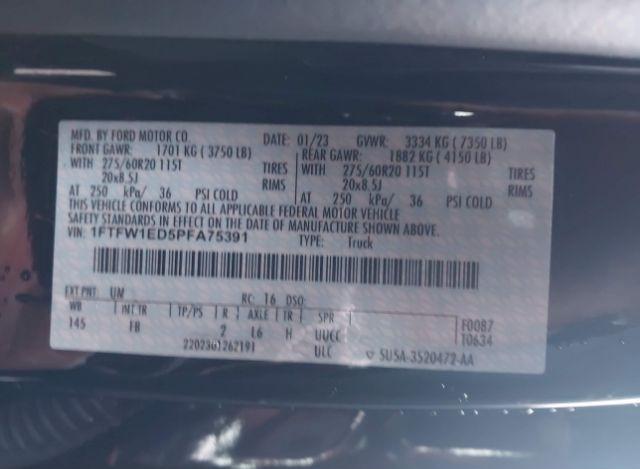 MFD. BY FORD MOTOR CO. DATE: 01/23 GVWR: 3334 KG (7350 LB)
FRONT GAWR: 1701 KG (3750 LB) REAR GAWR: 1882 KG (4150 LB)
WITH 275/60R20 115T TIRES WITH 275/60R20 115T TIRES
20x8.5J RIMS 20x8.5J RIMS
AT 250 kPa/ 36 PSI COLD AT 250 kPa/ 36 PSI COLD
THIS VEHICLE CONFORMS TO ALL APPLICABLE FEDERAL MOTOR VEHICLE
SAFETY STANDARDS IN EFFECT ON THE DATE OF MANUFACTURE SHOWN ABOVE.
VIN: 1FTFW1ED5PFA75391 TYPE: Truck
EXT PNT: UM RC: 16 DSO:
WB INT TR TP/PS R AXLE TR SPR F0087
145 FB 2 L6 H UUCC T0634
2202301262191 ULC ▽ SU5A-3520472-AA